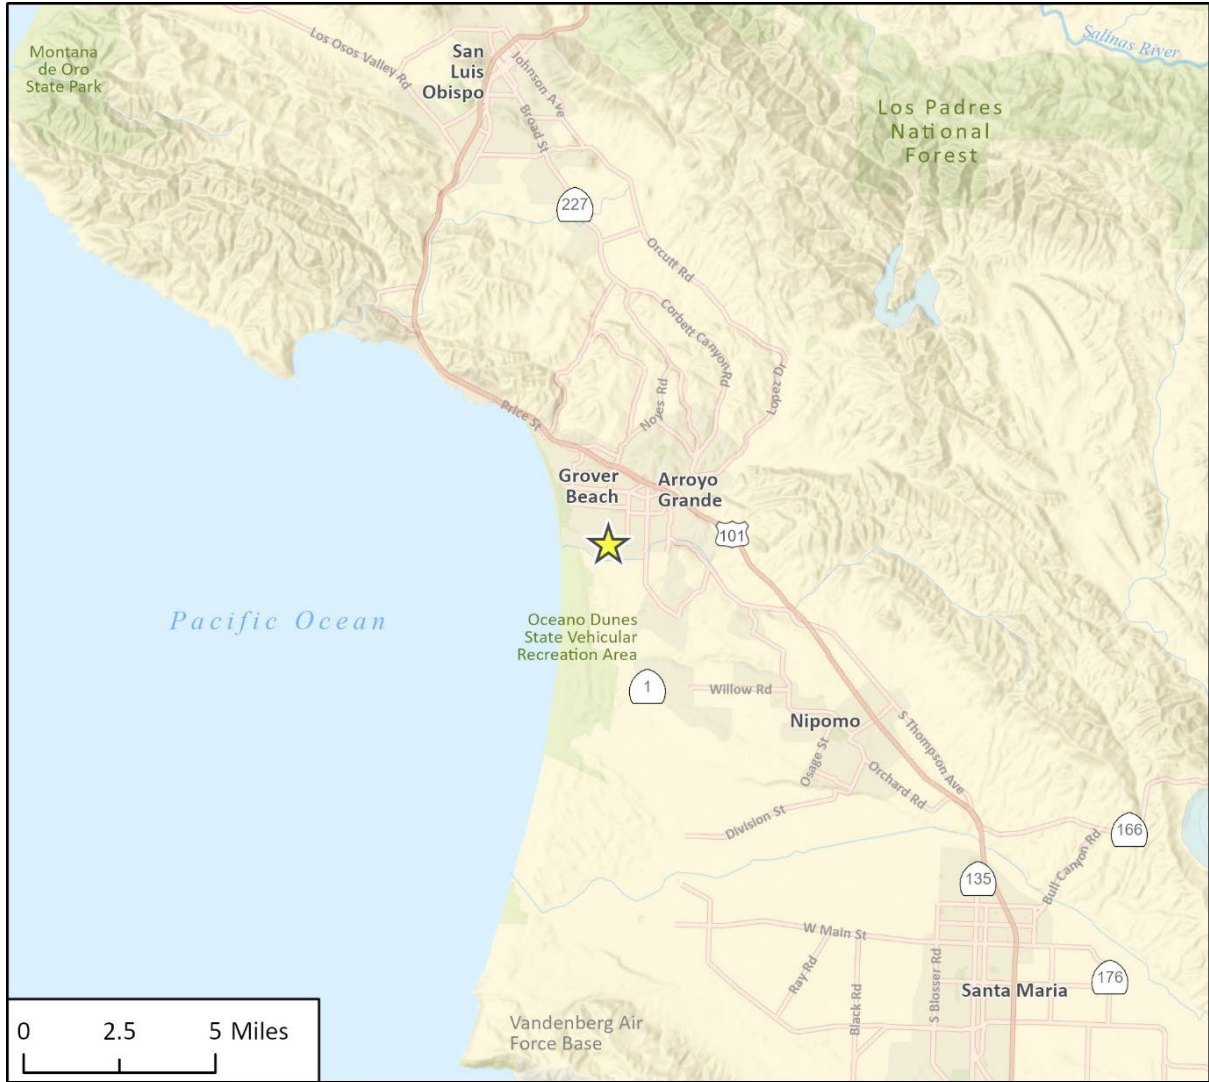 Montana
de Oro
State Park
Los Osos Valley Rd
San
Luis
Obispo
Johnson Ave
Broad St
Salinas River
Los Padres
National
Forest
227
Orcutt Rd
Corbett Canyon Rd
Lopez Dr
Noyes Rd
Price St
Grover
Beach
Arroyo
Grande
101
Pacific Ocean
Oceano Dunes
State Vehicular
Recreation Area
1
Willow Rd
Nipomo
S Thompson Ave
Osage St
Orchard Rd
Division St
166
135
Bull Canyon Rd
W Main St
Ray Rd
Black Rd
S Blosser Rd
176
Santa Maria
Vandenberg Air
Force Base
0 2.5 5 Miles